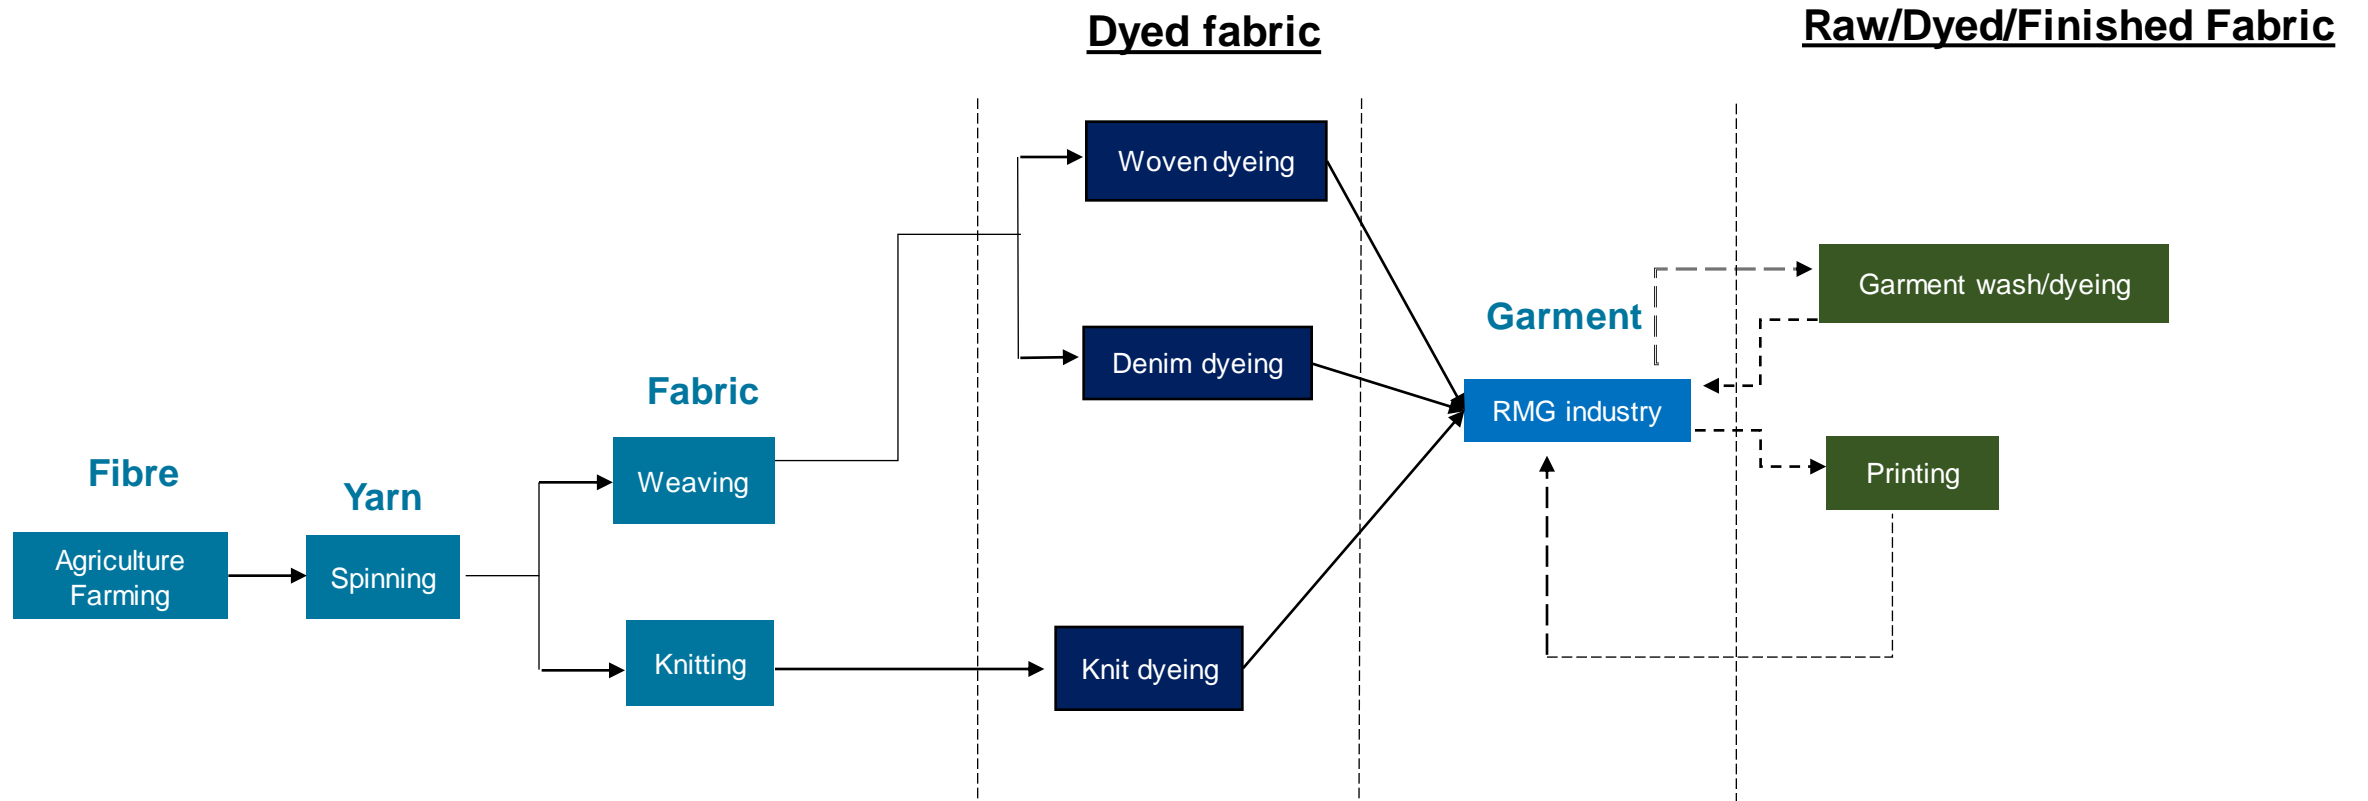 Dyed fabric
Raw/Dyed/Finished Fabric
Woven dyeing
Garment wash/dyeing
Garment
Denim dyeing
Fabric
RMG industry
Fibre
Yarn
Weaving
Printing
Agriculture
Farming
Spinning
Knitting
Knit dyeing